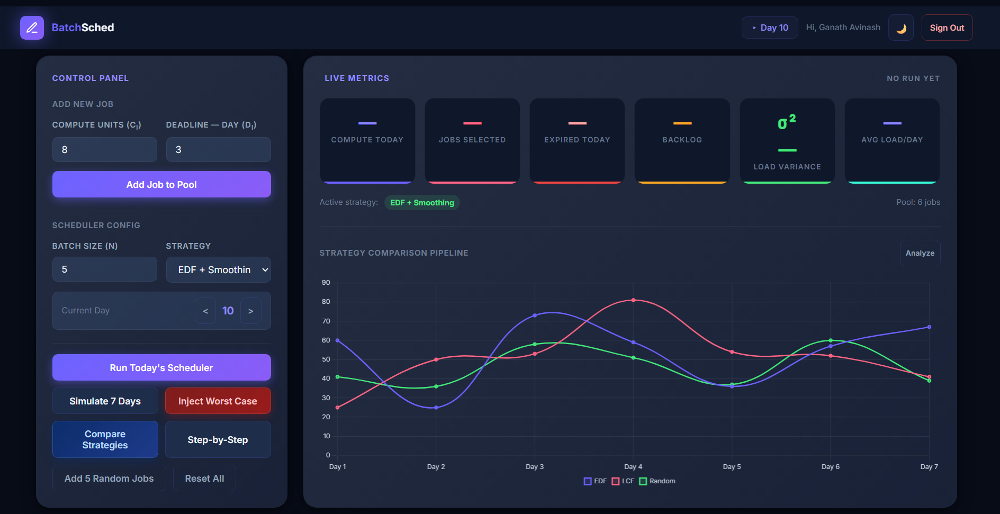 BatchSched
▸ Day 10
Hi, Ganath Avinash
Sign Out
CONTROL PANEL
ADD NEW JOB
COMPUTE UNITS (Cᵢ)
DEADLINE — DAY (Dᵢ)
8
3
Add Job to Pool
SCHEDULER CONFIG
BATCH SIZE (N)
STRATEGY
5
EDF + Smoothin
Current Day
<
10
>
Run Today's Scheduler
Simulate 7 Days
Inject Worst Case
Compare
Strategies
Step-by-Step
Add 5 Random Jobs
Reset All
LIVE METRICS
NO RUN YET
—
COMPUTE TODAY
—
JOBS SELECTED
—
EXPIRED TODAY
—
BACKLOG
σ²
—
LOAD VARIANCE
—
AVG LOAD/DAY
Active strategy: EDF + Smoothing
Pool: 6 jobs
STRATEGY COMPARISON PIPELINE
Analyze
90
80
70
60
50
40
30
20
10
0
Day 1 Day 2 Day 3 Day 4 Day 5 Day 6 Day 7
EDF LCF Random